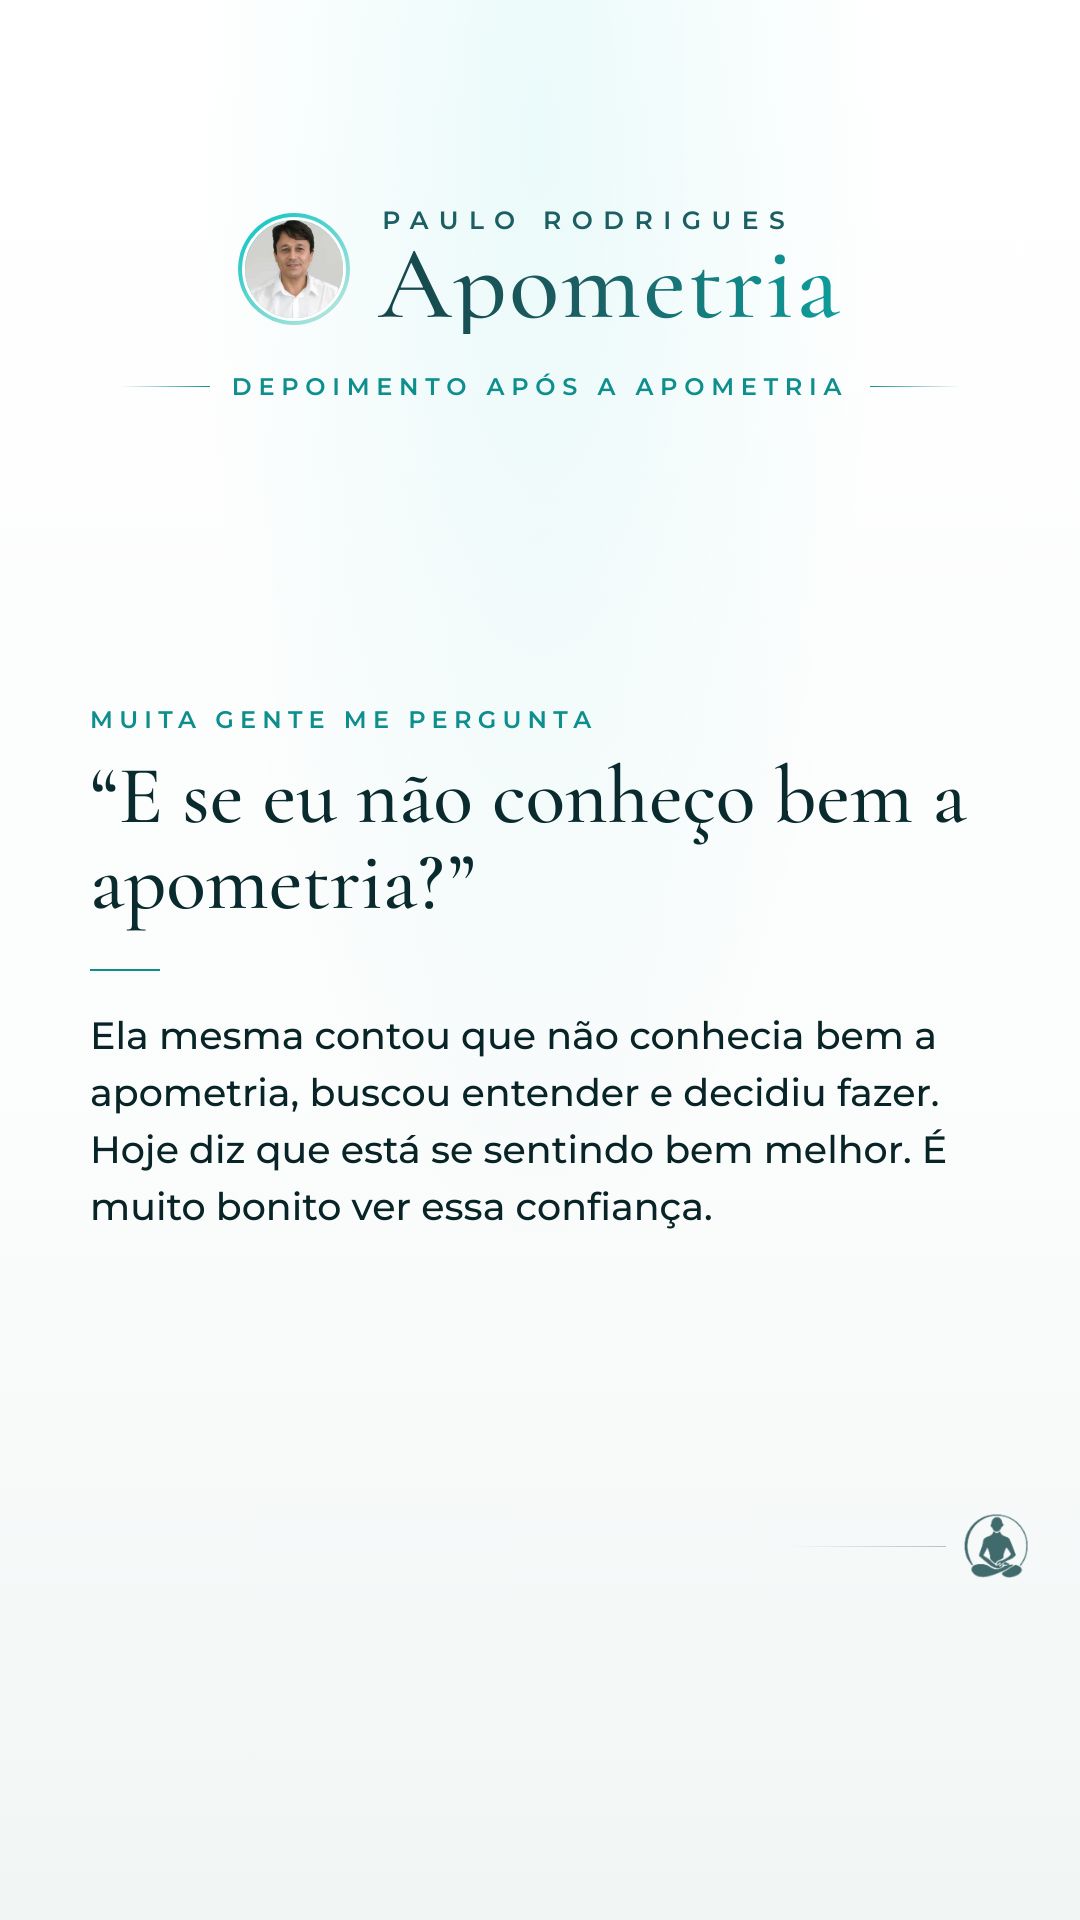 PAULO RODRIGUES
Apometria
DEPOIMENTO APÓS A APOMETRIA
MUITA GENTE ME PERGUNTA
“E se eu não conheço bem a
apometria?”
Ela mesma contou que não conhecia bem a
apometria, buscou entender e decidiu fazer.
Hoje diz que está se sentindo bem melhor. É
muito bonito ver essa confiança.